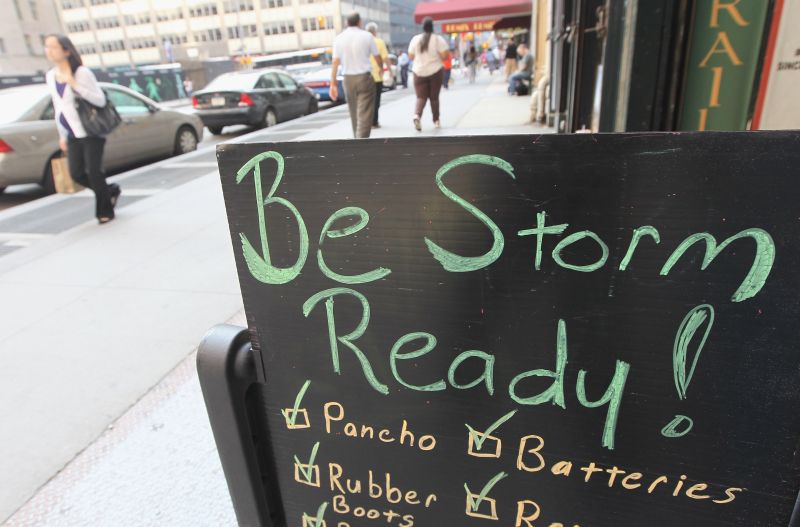 Be Storm
Ready!
Pancho
Batteries
Rubber
Boots